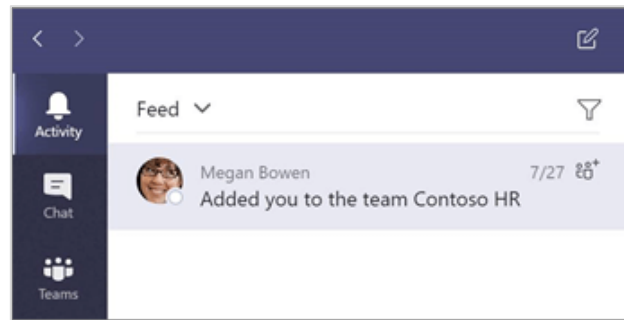 Activity
Chat
Teams
Feed
Megan Bowen 7/27
Added you to the team Contoso HR